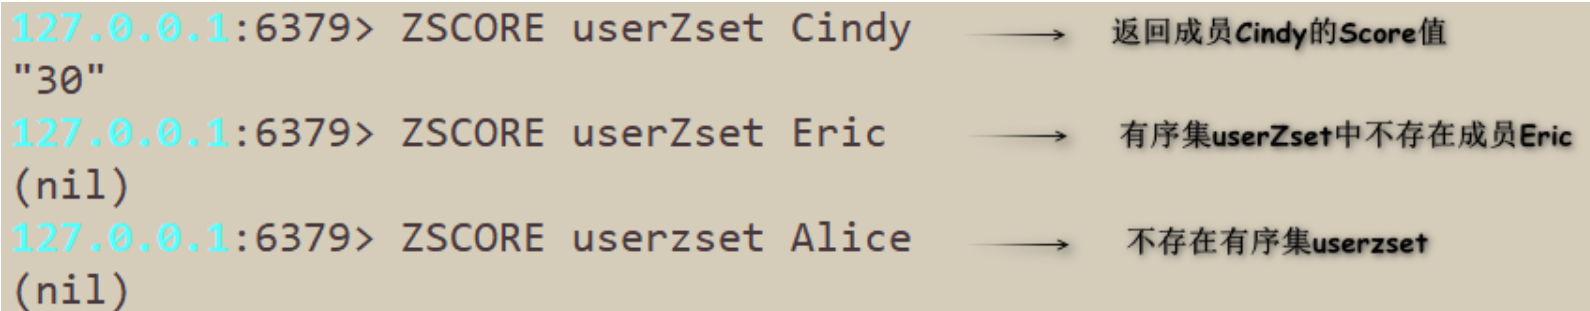 127.0.0.1:6379> ZSCORE userZset Cindy 返回成员Cindy的Score值
"30"
127.0.0.1:6379> ZSCORE userZset Eric 有序集userZset中不存在成员Eric
(nil)
127.0.0.1:6379> ZSCORE userzset Alice 不存在有序集userzset
(nil)